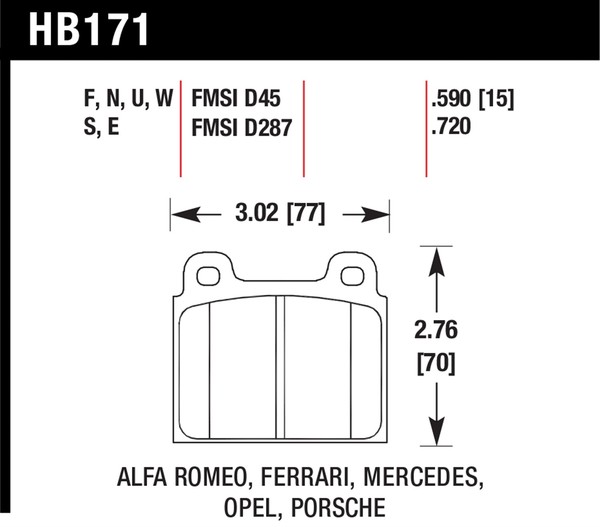 HB171
F, N, U, W FMSI D45 .590 [15]
S, E FMSI D287 .720
3.02 [77]
2.76
[70]
ALFA ROMEO, FERRARI, MERCEDES,
OPEL, PORSCHE